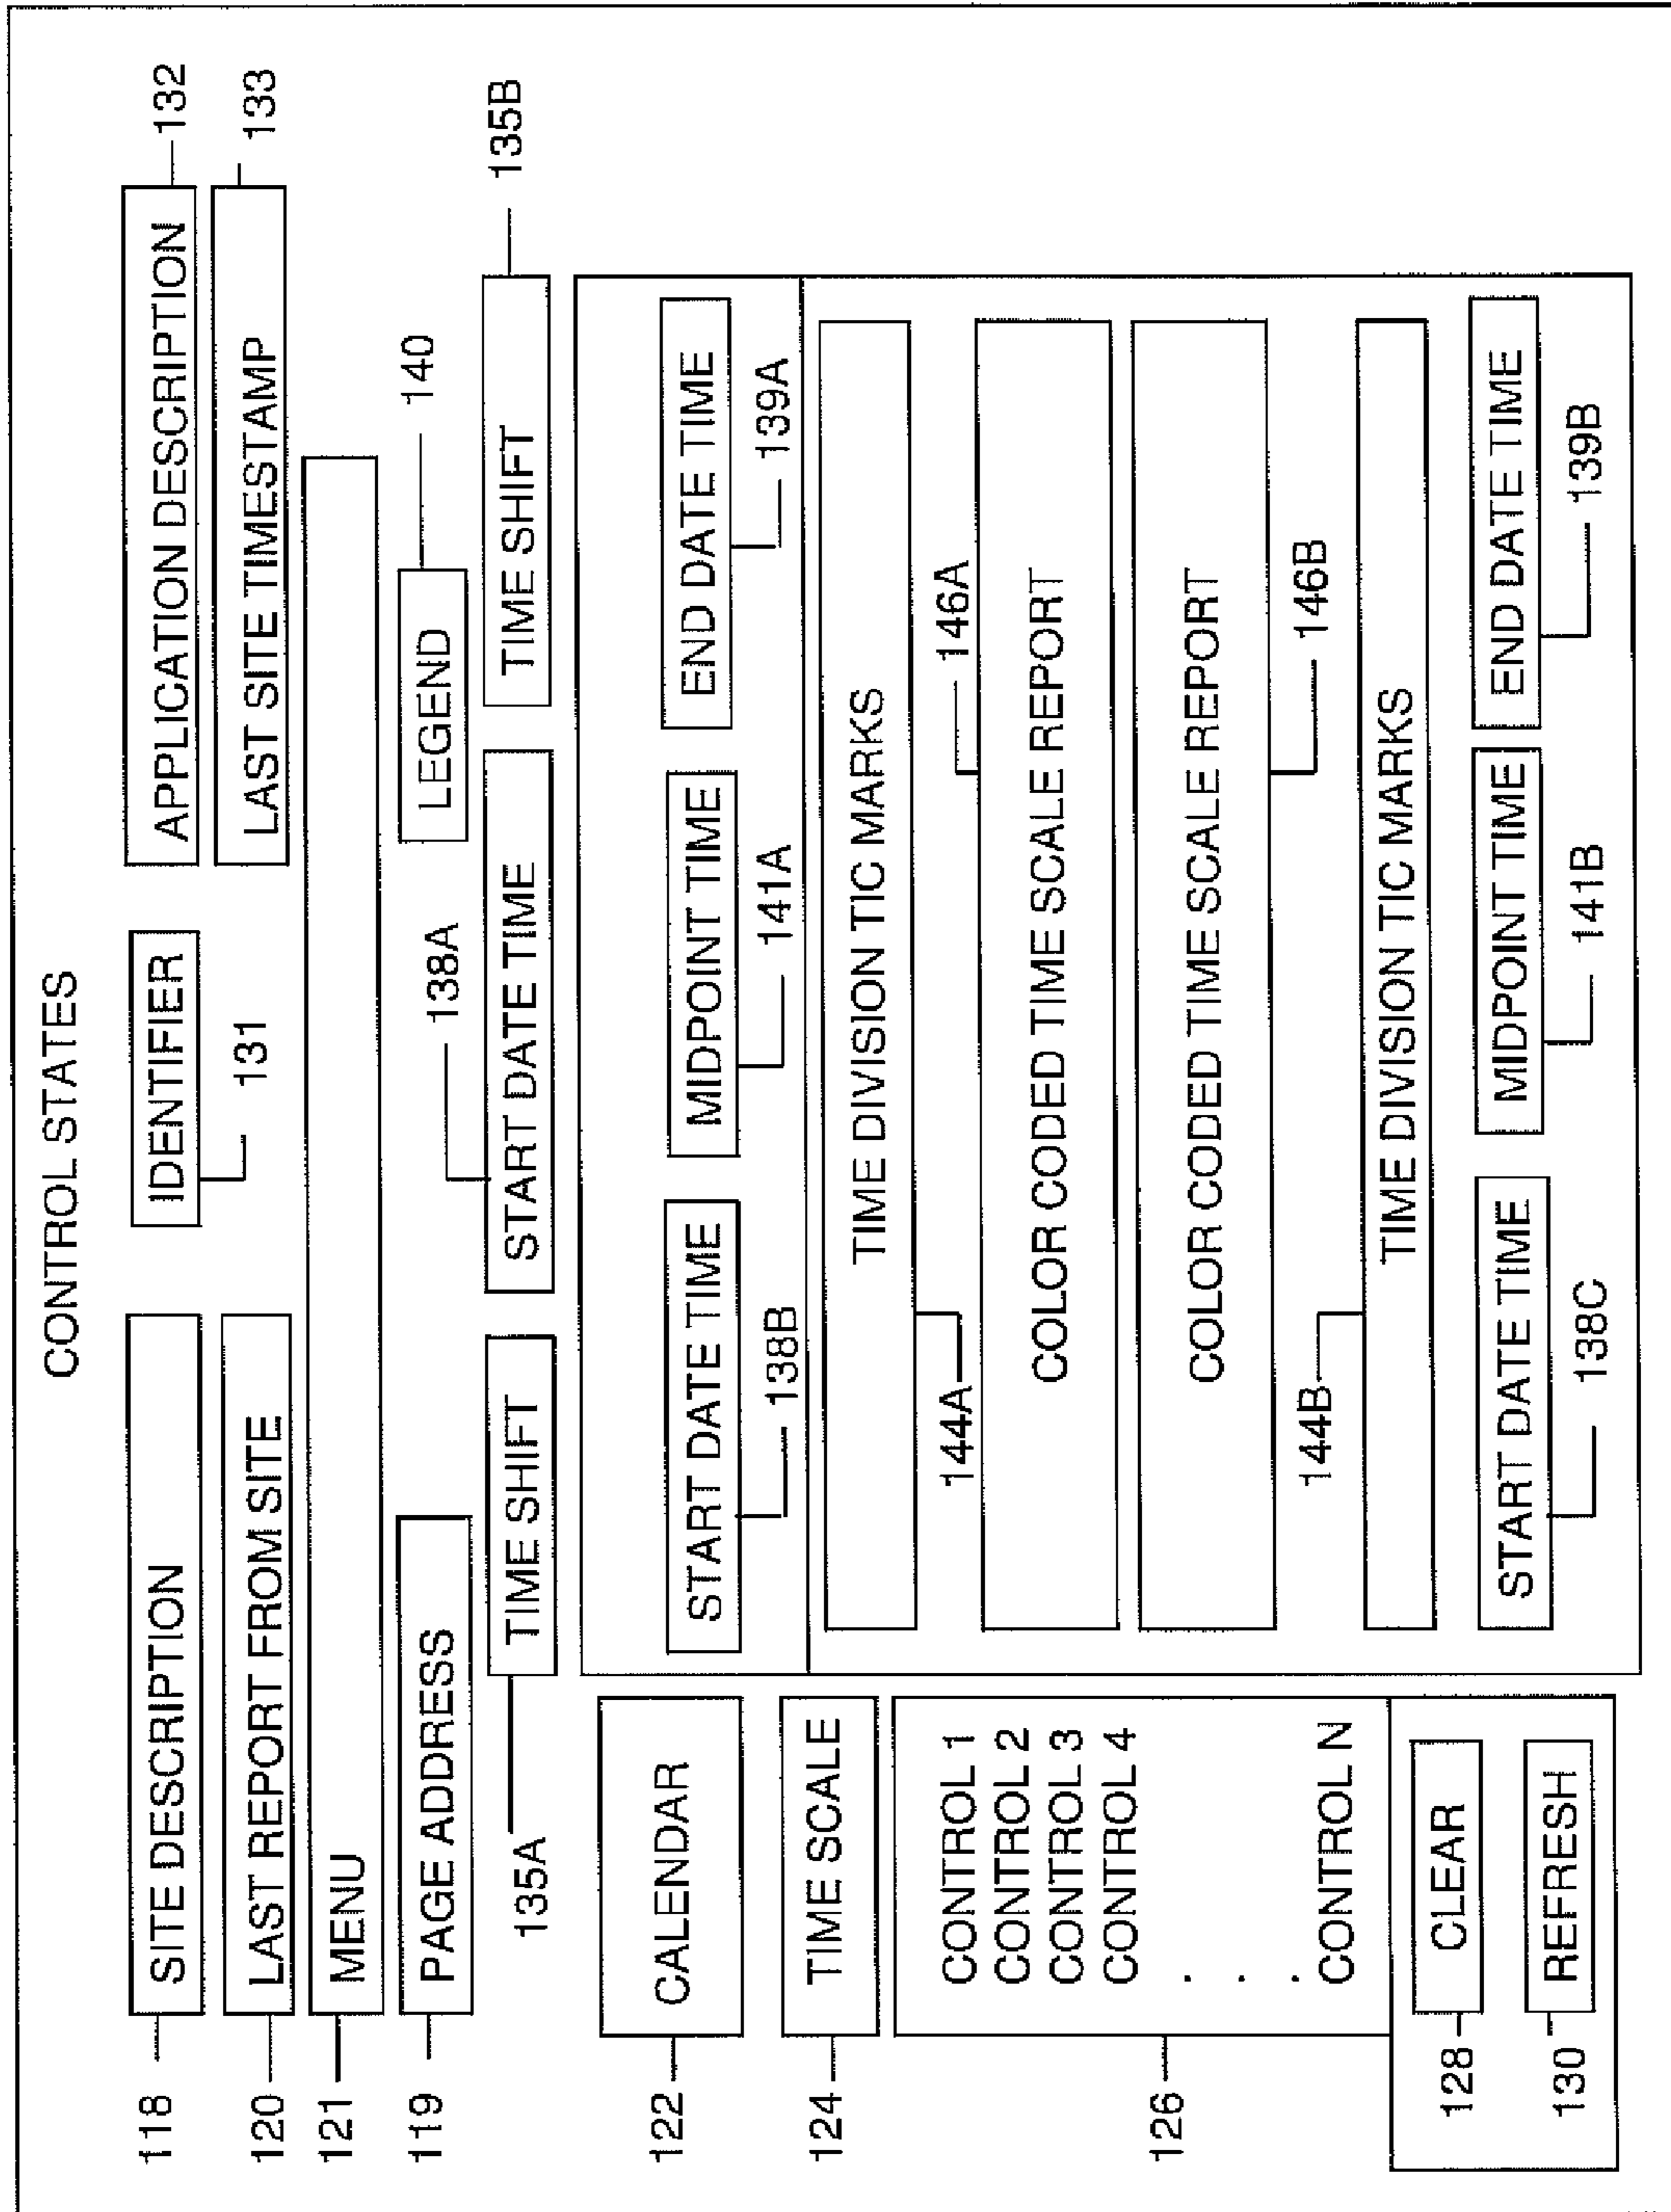 CONTROL STATES
118
SITE DESCRIPTION
IDENTIFIER
131
APPLICATION DESCRIPTION
132
120
LAST REPORT FROM SITE
LAST SITE TIMESTAMP
133
121
MENU
119
PAGE ADDRESS
138A
LEGEND
140
135A
TIME SHIFT
START DATE TIME
TIME SHIFT
135B
122
CALENDAR
START DATE TIME
138B
MIDPOINT TIME
141A
END DATE TIME
139A
124
TIME SCALE
TIME DIVISION TIC MARKS
144A
146A
126
CONTROL 1
CONTROL 2
CONTROL 3
CONTROL 4
. . .
CONTROL N
COLOR CODED TIME SCALE REPORT
COLOR CODED TIME SCALE REPORT
144B
146B
TIME DIVISION TIC MARKS
128
CLEAR
130
REFRESH
START DATE TIME
138C
MIDPOINT TIME
141B
END DATE TIME
139B